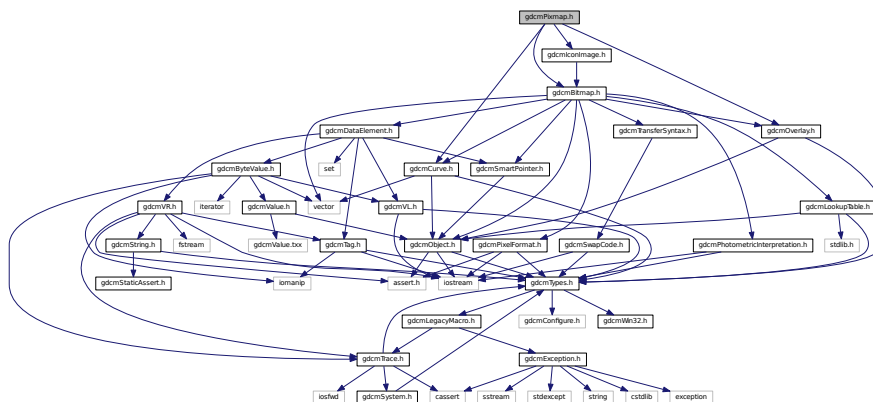 gdcmPixmap.h
gdcmIconImage.h
gdcmBitmap.h
gdcmDataElement.h
gdcmTransferSyntax.h
gdcmOverlay.h
gdcmByteValue.h
set
gdcmCurve.h
gdcmSmartPointer.h
gdcmVR.h
iterator
gdcmValue.h
vector
gdcmVL.h
gdcmLookupTable.h
gdcmString.h
fstream
gdcmValue.txx
gdcmTag.h
gdcmObject.h
gdcmPixelFormat.h
gdcmSwapCode.h
gdcmPhotometricInterpretation.h
stdlib.h
gdcmStaticAssert.h
iomanip
assert.h
iostream
gdcmTypes.h
gdcmLegacyMacro.h
gdcmConfigure.h
gdcmWin32.h
gdcmTrace.h
gdcmException.h
iosfwd
gdcmSystem.h
cassert
sstream
stdexcept
string
cstdlib
exception